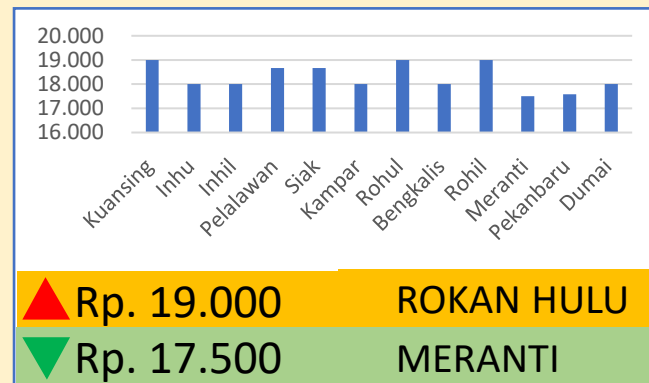 20.000
19.000
18.000
17.000
16.000
Kuansing
Inhu
Inhil
Pelalawan
Siak
Kampar
Rohul
Bengkalis
Rohil
Meranti
Pekanbaru
Dumai
Rp. 19.000 ROKAN HULU
Rp. 17.500 MERANTI